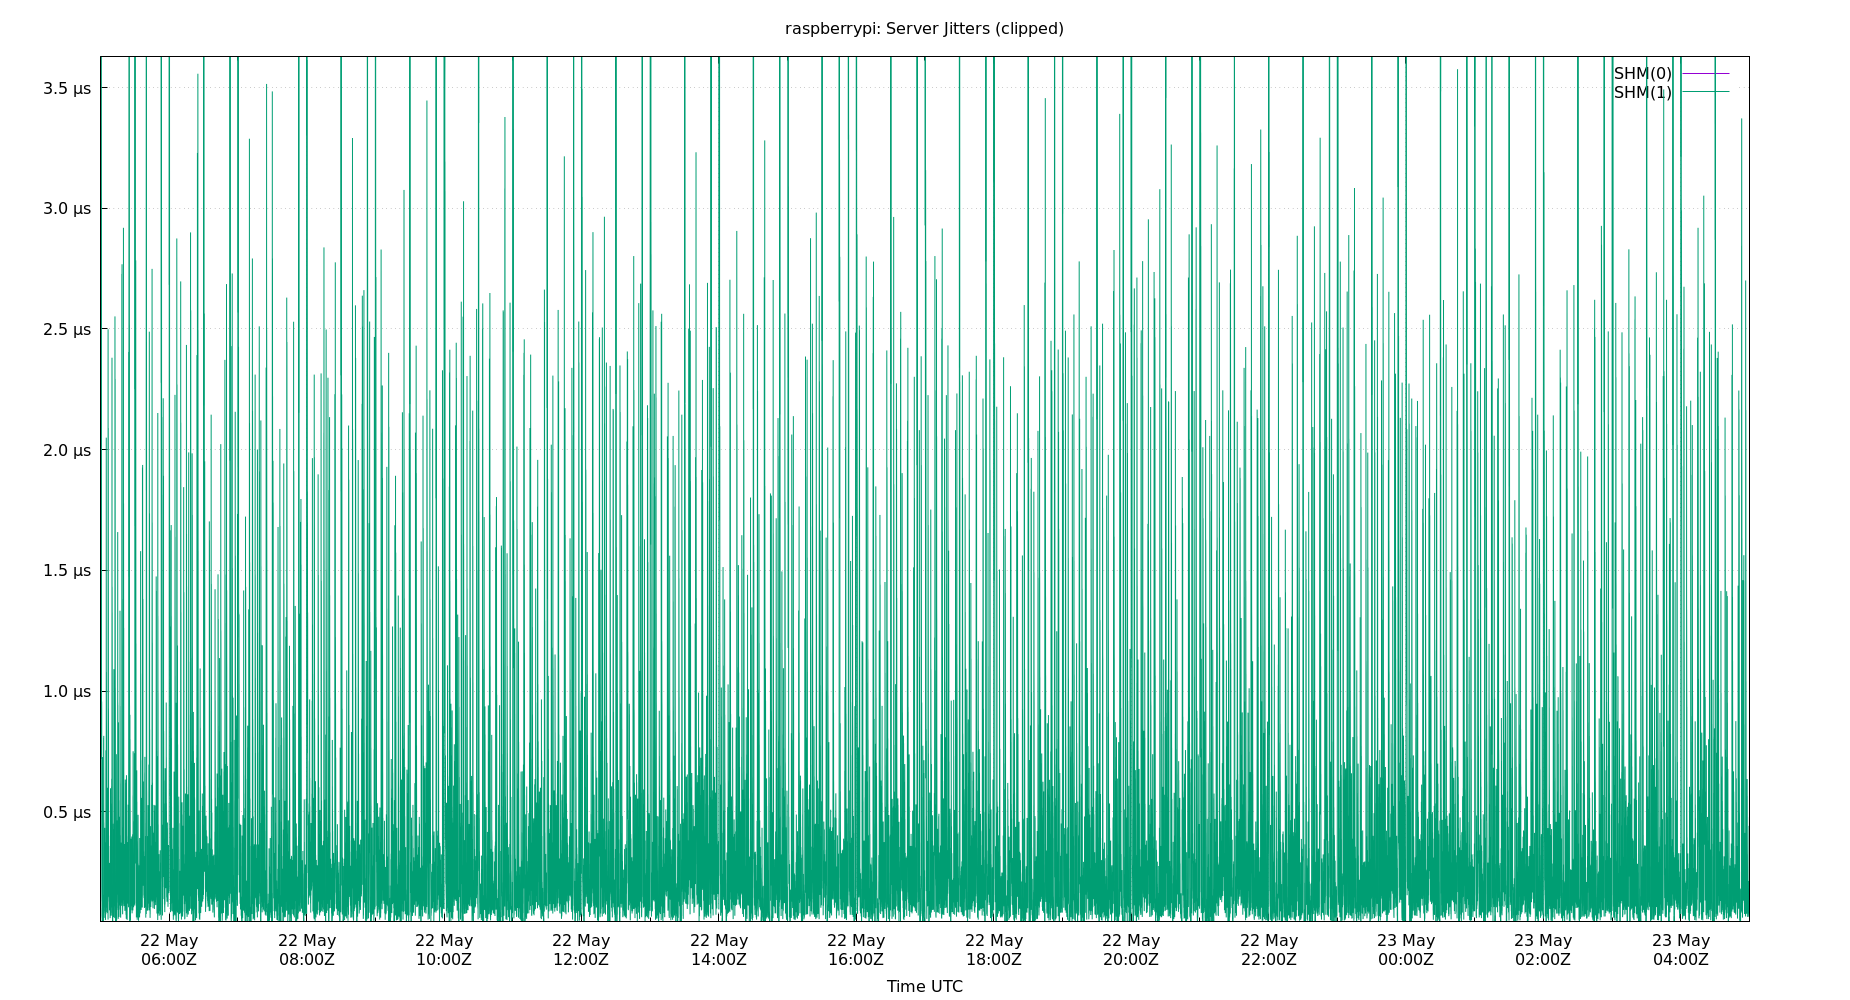 raspberrypi: Server Jitters (clipped)
SHM(0)
SHM(1)
3.5 µs
3.0 µs
2.5 µs
2.0 µs
1.5 µs
1.0 µs
0.5 µs
22 May 22 May 22 May 22 May 22 May 22 May 22 May 22 May 22 May 23 May 23 May 23 May
06:00Z 08:00Z 10:00Z 12:00Z 14:00Z 16:00Z 18:00Z 20:00Z 22:00Z 00:00Z 02:00Z 04:00Z
Time UTC